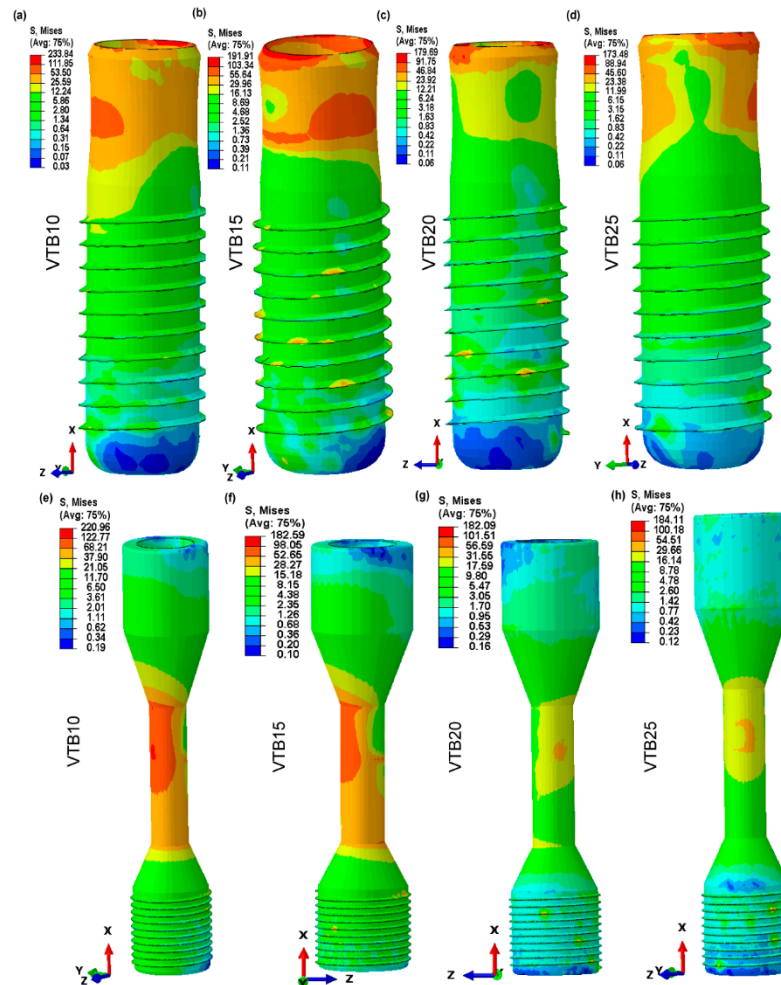 (a)
S, Mises
(Avg: 75%)
233.84
111.85
53.50
25.59
12.24
5.86
2.80
1.34
0.64
0.31
0.15
0.07
0.03
VTB10
X
Y
Z
(b)
S, Mises
(Avg: 75%)
191.91
103.34
55.64
29.96
16.13
8.69
4.68
2.52
1.36
0.73
0.39
0.21
0.11
VTB15
X
Y
Z
(c)
S, Mises
(Avg: 75%)
179.69
91.75
46.84
23.92
12.21
6.24
3.18
1.63
0.83
0.42
0.22
0.11
0.06
VTB20
X
Z
(d)
S, Mises
(Avg: 75%)
173.48
88.94
45.60
23.38
11.99
6.15
3.15
1.62
0.83
0.42
0.22
0.11
0.06
VTB25
X
Y
Z
(e)
S, Mises
(Avg: 75%)
220.96
122.77
68.21
37.90
21.05
11.70
6.50
3.61
2.01
1.11
0.62
0.34
0.19
VTB10
X
Y
Z
(f)
S, Mises
(Avg: 75%)
182.59
98.05
52.65
28.27
15.18
8.15
4.38
2.35
1.26
0.68
0.36
0.20
0.10
VTB15
X
Z
(g)
S, Mises
(Avg: 75%)
182.09
101.51
56.59
31.55
17.59
9.80
5.47
3.05
1.70
0.95
0.53
0.29
0.16
VTB20
X
Z
(h)
S, Mises
(Avg: 75%)
184.11
100.18
54.51
29.66
16.14
8.78
4.78
2.60
1.42
0.77
0.42
0.23
0.12
VTB25
X
Y
Z